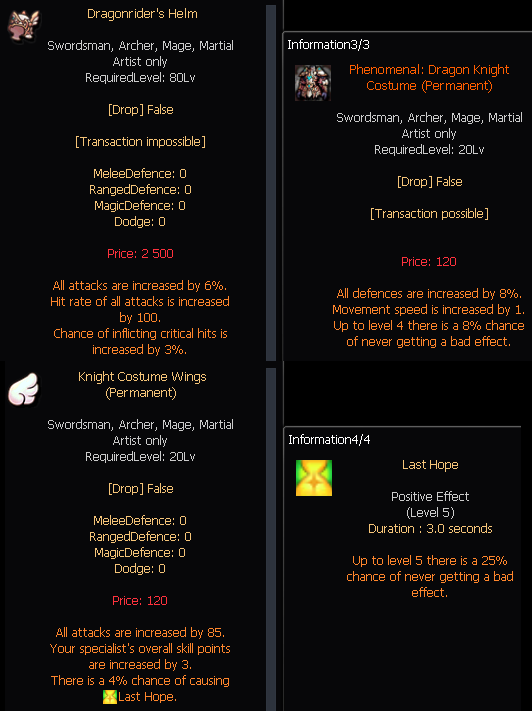 Dragonrider's Helm
Swordsman, Archer, Mage, Martial
Artist only
RequiredLevel: 80Lv
[Drop] False
[Transaction impossible]
MeleeDefence: 0
RangedDefence: 0
MagicDefence: 0
Dodge: 0
Price: 2 500
All attacks are increased by 6%.
Hit rate of all attacks is increased
by 100.
Chance of inflicting critical hits is
increased by 3%.
Information3/3
Phenomenal: Dragon Knight
Costume (Permanent)
Swordsman, Archer, Mage, Martial
Artist only
RequiredLevel: 20Lv
[Drop] False
[Transaction possible]
Price: 120
All defences are increased by 8%.
Movement speed is increased by 1.
Up to level 4 there is a 8% chance
of never getting a bad effect.
Knight Costume Wings
(Permanent)
Swordsman, Archer, Mage, Martial
Artist only
RequiredLevel: 20Lv
[Drop] False
MeleeDefence: 0
RangedDefence: 0
MagicDefence: 0
Dodge: 0
Price: 120
All attacks are increased by 85.
Your specialist's overall skill points
are increased by 3.
There is a 4% chance of causing
Last Hope.
Information4/4
Last Hope
Positive Effect
(Level 5)
Duration : 3.0 seconds
Up to level 5 there is a 25%
chance of never getting a bad
effect.